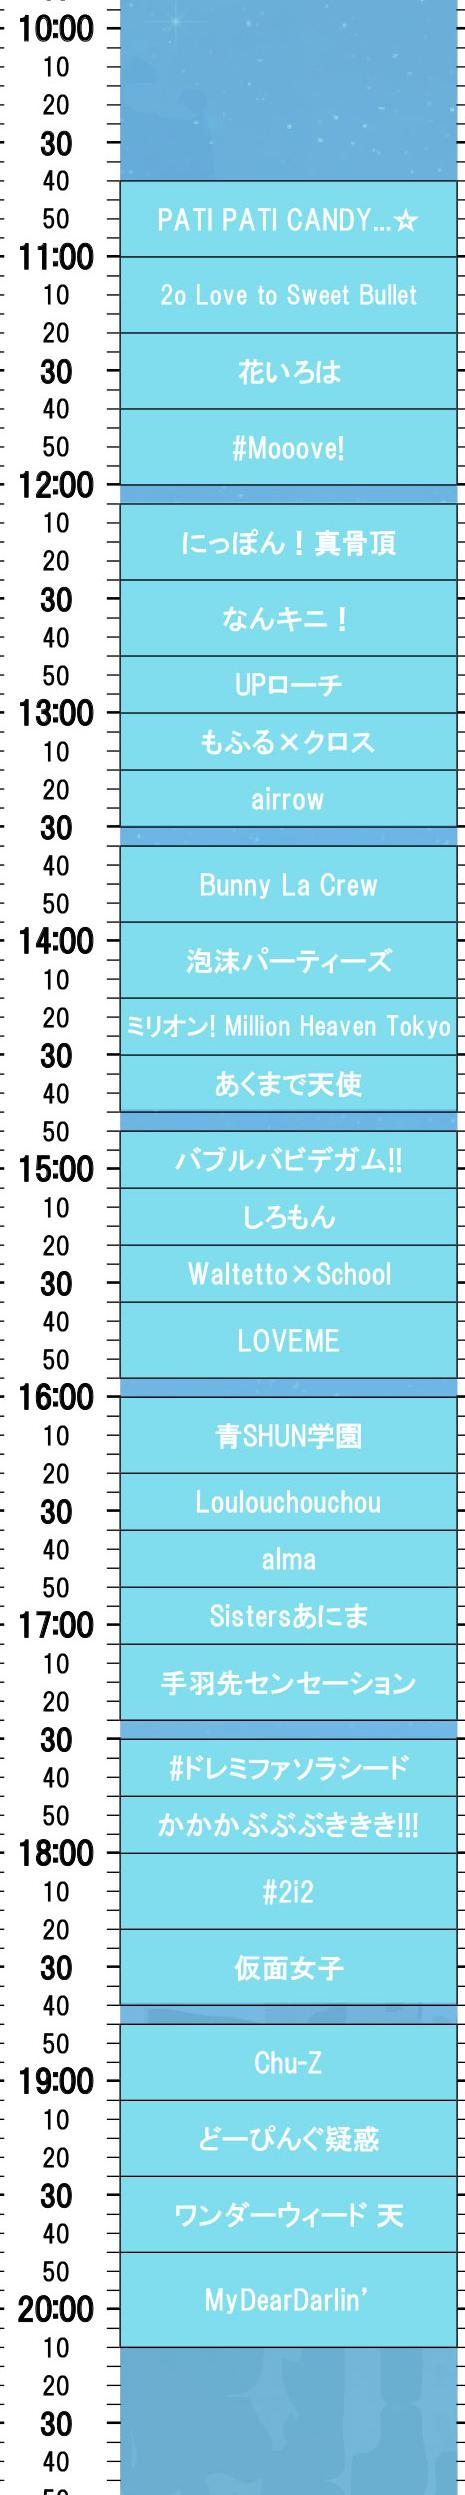 10:00
10
20
30
40
50
PATI PATI CANDY...☆
11:00
10
2o Love to Sweet Bullet
20
30
花いろは
40
50
#Mooove!
12:00
10
にっぽん！真骨頂
20
30
なんキニ！
40
50
UPローチ
13:00
もふる×クロス
10
20
airrow
30
40
Bunny La Crew
50
14:00
泡沫パーティーズ
10
20
ミリオン! Million Heaven Tokyo
30
あくまで天使
40
50
バブルバビデガム!!
15:00
10
しろもん
20
Waltetto×School
30
40
LOVEME
50
16:00
10
青SHUN学園
20
Loulouchouchou
30
40
alma
50
Sistersあにま
17:00
10
手羽先センセーション
20
30
#ドレミファソラシード
40
50
かかかぶぶぶききき!!!
18:00
10
#2i2
20
30
仮面女子
40
50
Chu-Z
19:00
10
どーぴんぐ疑惑
20
30
ワンダーウィード 天
40
50
MyDearDarlin’
20:00
10
20
30
40